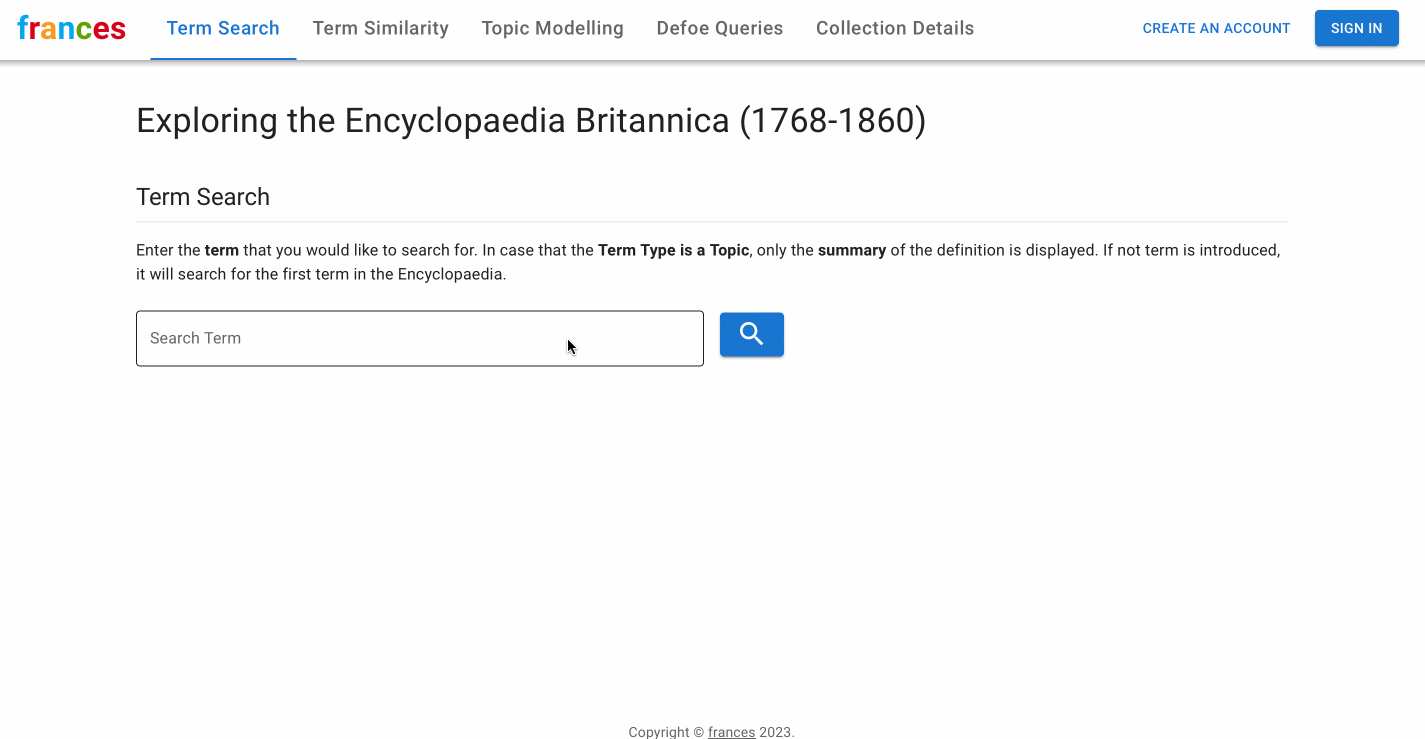 frances Term Search Term Similarity Topic Modelling Defoe Queries Collection Details CREATE AN ACCOUNT SIGN IN
Exploring the Encyclopaedia Britannica (1768-1860)
Term Search
Enter the term that you would like to search for. In case that the Term Type is a Topic, only the summary of the definition is displayed. If not term is introduced,
it will search for the first term in the Encyclopaedia.
Search Term
Copyright © frances 2023.